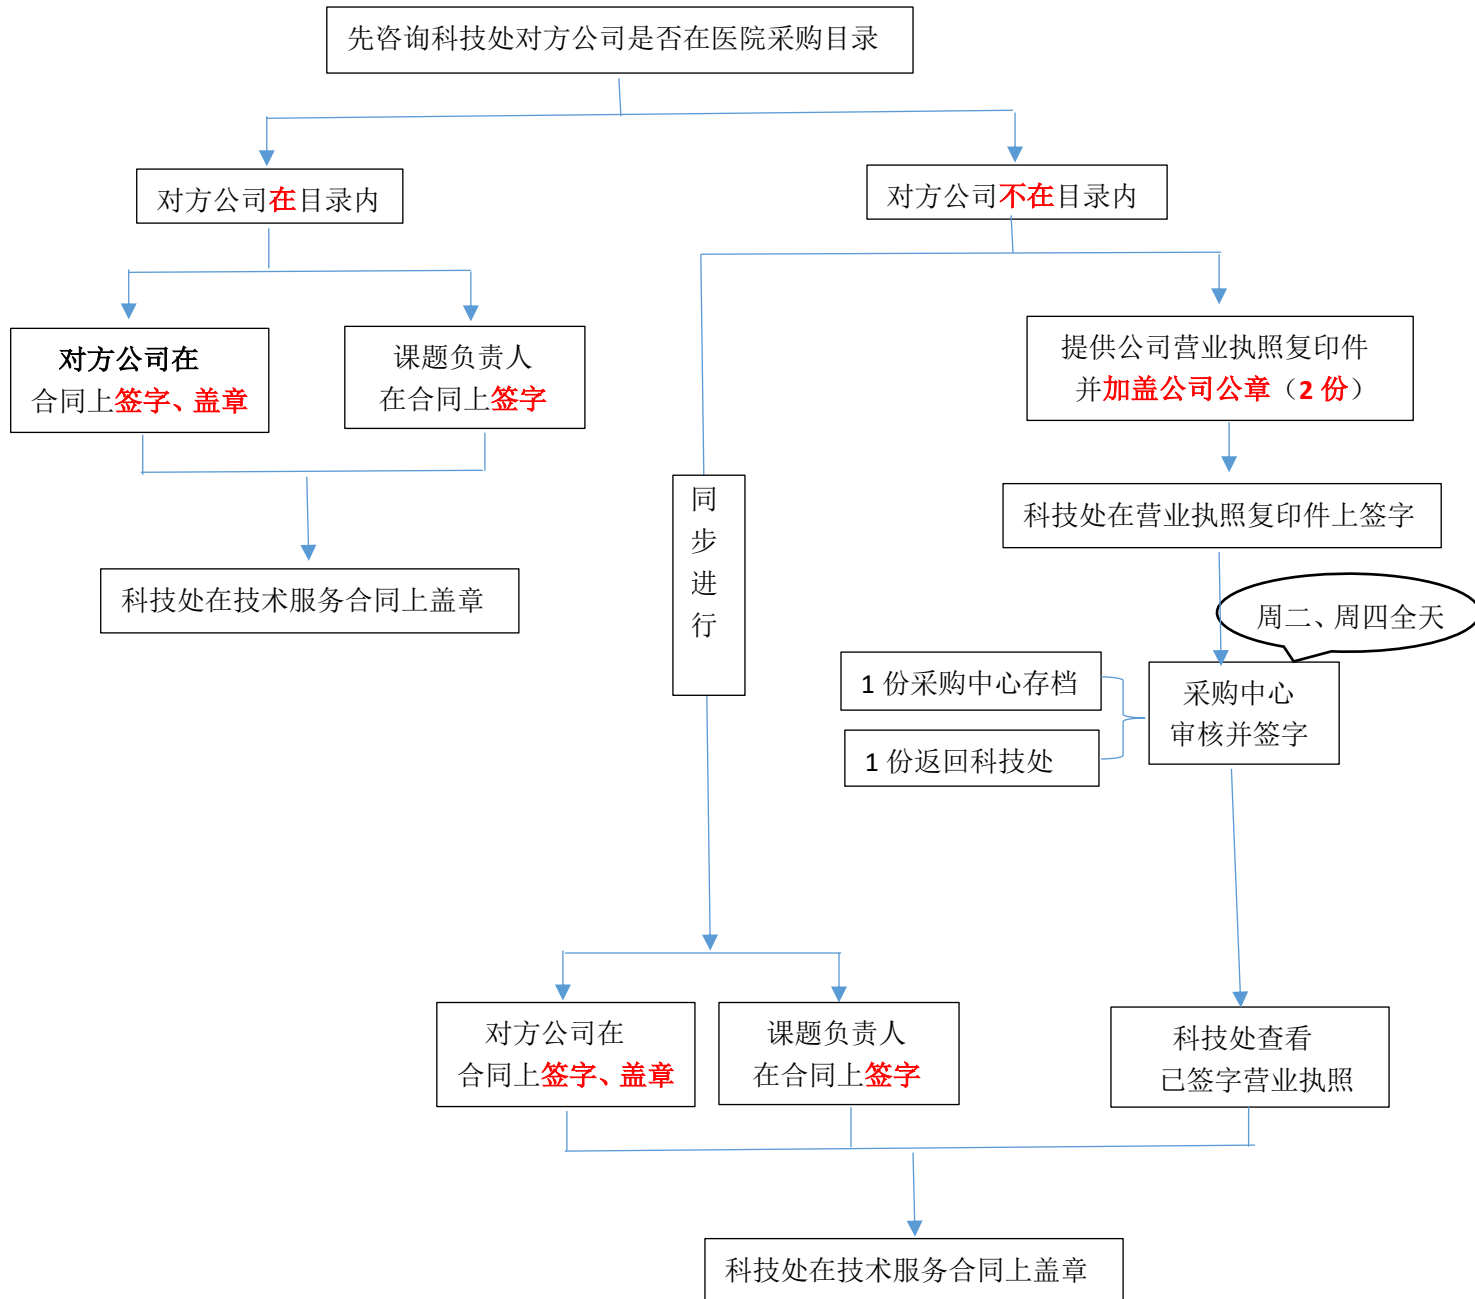 先咨询科技处对方公司是否在医院采购目录
对方公司在目录内
对方公司不在目录内
对方公司在
合同上签字、盖章
课题负责人
在合同上签字
提供公司营业执照复印件
并加盖公司公章（2 份）
同
步
进
行
科技处在营业执照复印件上签字
科技处在技术服务合同上盖章
周二、周四全天
1 份采购中心存档
1 份返回科技处
采购中心
审核并签字
对方公司在
合同上签字、盖章
课题负责人
在合同上签字
科技处查看
已签字营业执照
科技处在技术服务合同上盖章